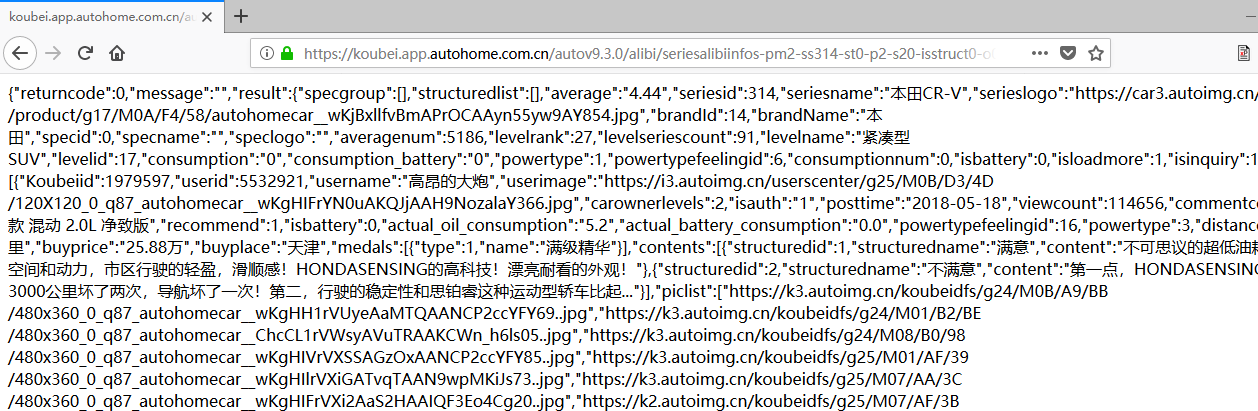 koubei.app.autohome.com.cn/au
https://koubei.app.autohome.com.cn/autov9.3.0/alibi/seriesalibiinfos-pm2-ss314-st0-p2-s20-isstruct0-o
{"returncode":0,"message":"","result":{"specgroup":[],"structuredlist":[],"average":"4.44","seriesid":314,"seriesname":"本田CR-V","serieslogo":"https://car3.autoimg.cn
/product/g17/M0A/F4/58/autohomecar__wKjBxllfvBmAPrOCAAyn55yw9AY854.jpg","brandId":14,"brandName":"本
田","specid":0,"specname":"","speclogo":"","averagenum":5186,"levelrank":27,"levelseriescount":91,"levelname":"紧凑型
SUV","levelid":17,"consumption":"0","consumption_battery":"0","powertype":1,"powertypefeelingid":6,"consumptionnum":0,"isbattery":0,"isloadmore":1,"isinquiry":1
[{"Koubeiid":1979597,"userid":5532921,"username":"高昂的大炮","userimage":"https://i3.autoimg.cn/userscenter/g25/M0B/D3/4D
/120X120_0_q87_autohomecar__wKgHIFrYN0uAKQJjAAH9NozalaY366.jpg","carownerlevels":2,"isauth":"1","posttime":"2018-05-18","viewcount":114656,"commentco
款 混动 2.0L 净致版","recommend":1,"isbattery":0,"actual_oil_consumption":"5.2","actual_battery_consumption":"0.0","powertypefeelingid":16,"powertype":3,"distanc
里","buyprice":"25.88万","buyplace":"天津","medals":[{"type":1,"name":"满级精华"}],"contents":[{"structuredid":1,"structuredname":"满意","content":"不可思议的超低油耗
空间和动力，市区行驶的轻盈，滑顺感！HONDASENSING的高科技！漂亮耐看的外观！"},{"structuredid":2,"structuredname":"不满意","content":"第一点，HONDASENSING
3000公里坏了两次，导航坏了一次！第二，行驶的稳定性和思铂睿这种运动型轿车比起..."}],"piclist":["https://k3.autoimg.cn/koubeidfs/g24/M0B/A9/BB
/480x360_0_q87_autohomecar__wKgHH1rVUyeAaMTQAANCP2ccYFY69..jpg","https://k3.autoimg.cn/koubeidfs/g24/M01/B2/BE
/480x360_0_q87_autohomecar__ChcCL1rVWsyAVuTRAAKCWn_h6ls05..jpg","https://k3.autoimg.cn/koubeidfs/g24/M08/B0/98
/480x360_0_q87_autohomecar__wKgHIVrVXSSAGzOxAANCP2ccYFY85..jpg","https://k3.autoimg.cn/koubeidfs/g25/M01/AF/39
/480x360_0_q87_autohomecar__wKgHIlrVXiGATvqTAAN9wpMKiJs73..jpg","https://k3.autoimg.cn/koubeidfs/g25/M07/AA/3C
/480x360_0_q87_autohomecar__wKgHIFrVXi2AaS2HAAIQF3Eo4Cg20..jpg","https://k2.autoimg.cn/koubeidfs/g25/M07/AF/3B